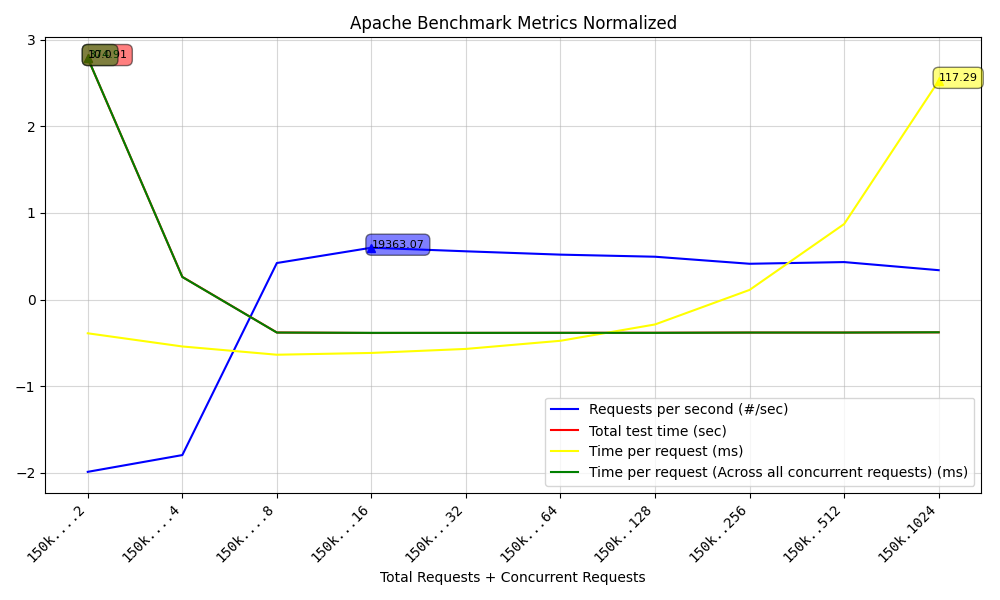 Apache Benchmark Metrics Normalized
3
2
1
0
−1
−2
117.29
19363.07
Requests per second (#/sec)
Total test time (sec)
Time per request (ms)
Time per request (Across all concurrent requests) (ms)
150k....2
150k....4
150k....8
150k...16
150k...32
150k...64
150k..128
150k..256
150k..512
150k.1024
Total Requests + Concurrent Requests